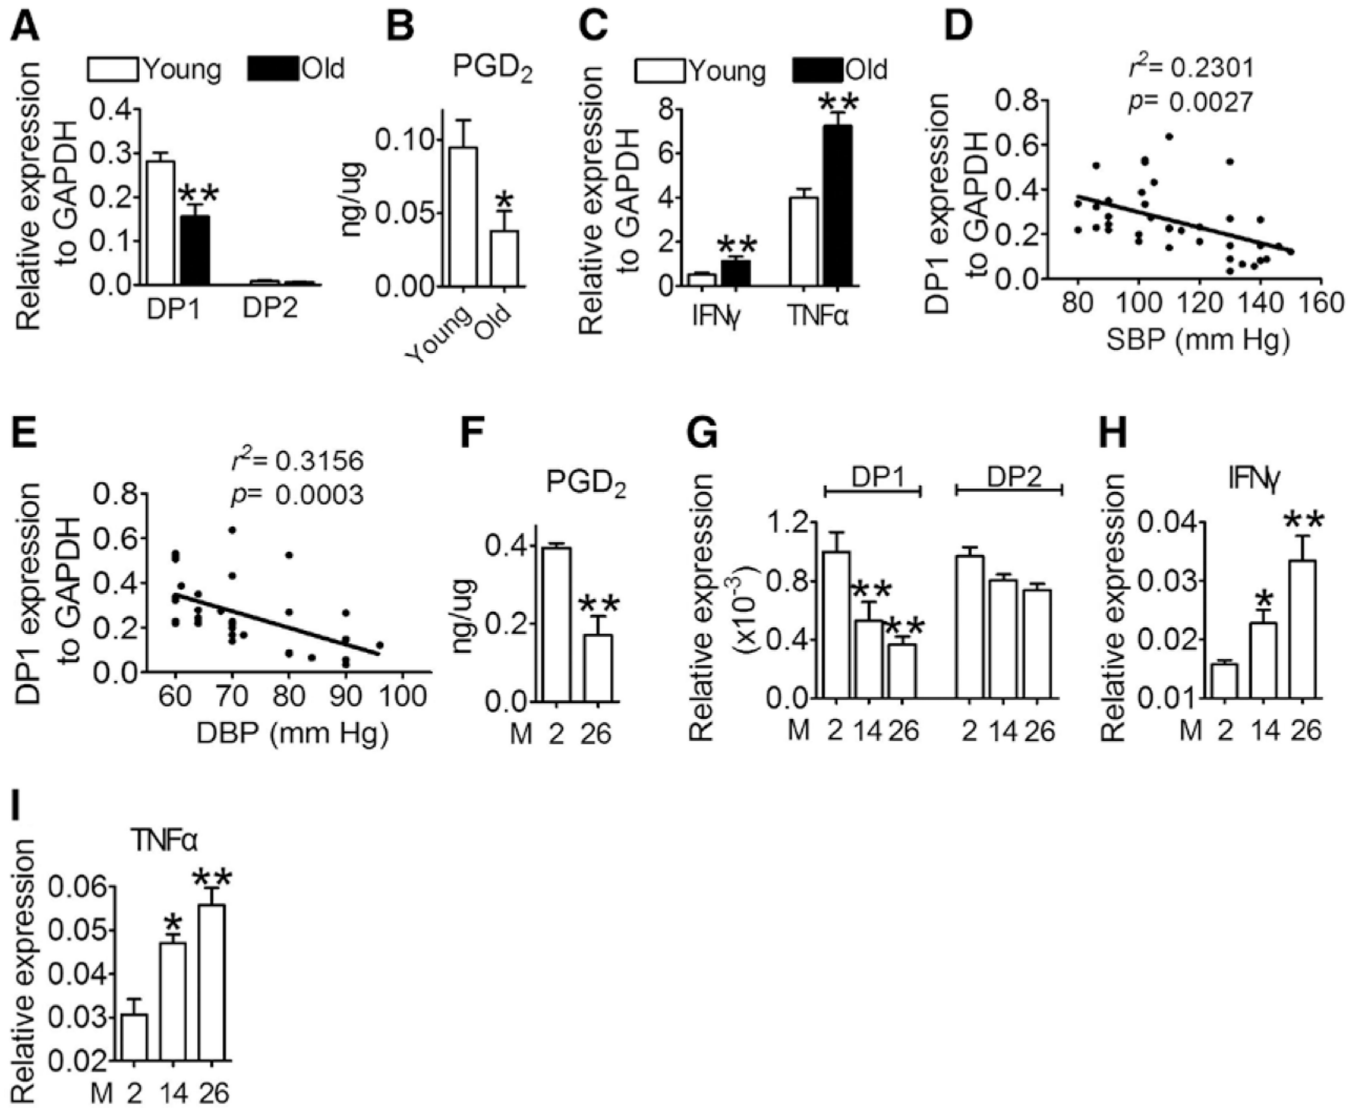 A
Young Old
Relative expression
to GAPDH
0.4
0.3
0.2
0.1
0.0
**
DP1 DP2
B
PGD2
ng/ug
0.10
0.05
0.00
*
Young Old
C
Young Old
Relative expression
to GAPDH
8
6
4
2
0
**
**
IFNγ TNFα
D
r2= 0.2301
p= 0.0027
DP1 expression
to GAPDH
0.8
0.6
0.4
0.2
0.0
80 100 120 140 160
SBP (mm Hg)
E
r2= 0.3156
p= 0.0003
DP1 expression
to GAPDH
0.8
0.6
0.4
0.2
0.0
60 70 80 90 100
DBP (mm Hg)
F
PGD2
ng/ug
0.4
0.2
0.0
**
M 2 26
G
DP1 DP2
Relative expression
(x10-3)
1.2
0.8
0.4
0.0
**
**
M 2 14 26 2 14 26
H
IFNγ
Relative expression
0.04
0.03
0.02
0.01
*
**
M 2 14 26
I
TNFα
Relative expression
0.06
0.05
0.04
0.03
0.02
*
**
M 2 14 26